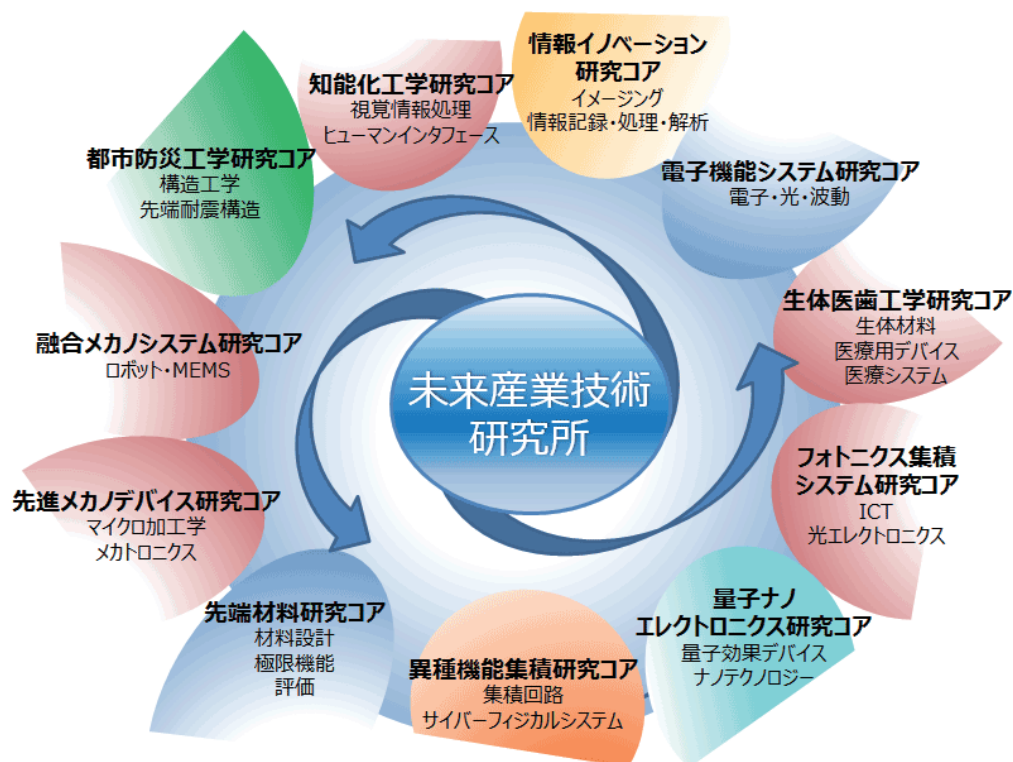 情報イノベーション
研究コア
イメージング
情報記録・処理・解析
知能化工学研究コア
視覚情報処理
ヒューマンインタフェース
都市防災工学研究コア
構造工学
先端耐震構造
電子機能システム研究コア
電子・光・波動
生体医歯工学研究コア
生体材料
医療用デバイス
医療システム
融合メカノシステム研究コア
ロボット・MEMS
未来産業技術
研究所
フォトニクス集積
システム研究コア
ICT
光エレクトロニクス
先進メカノデバイス研究コア
マイクロ加工学
メカトロニクス
量子ナノ
エレクトロニクス研究コア
量子効果デバイス
ナノテクノロジー
先端材料研究コア
材料設計
極限機能
評価
異種機能集積研究コア
集積回路
サイバーフィジカルシステム